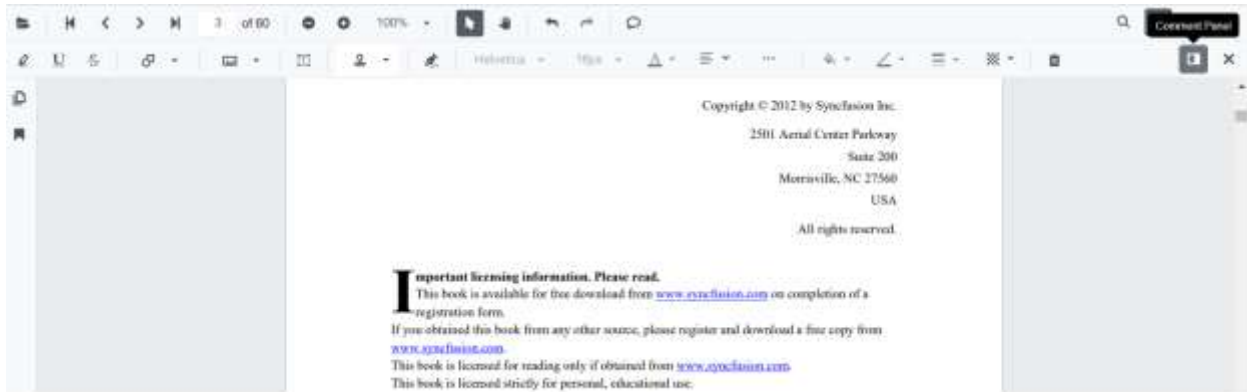 3 of 80 100%
Comment Panel
Helvetica 16px
Copyright © 2012 by Syncfusion Inc.
2501 Aerial Center Parkway
Suite 200
Morrisville, NC 27560
USA
All rights reserved.
Important licensing information. Please read.
This book is available for free download from www.syncfusion.com on completion of a
registration form.
If you obtained this book from any other source, please register and download a free copy from
www.syncfusion.com.
This book is licensed for reading only if obtained from www.syncfusion.com.
This book is licensed strictly for personal, educational use.